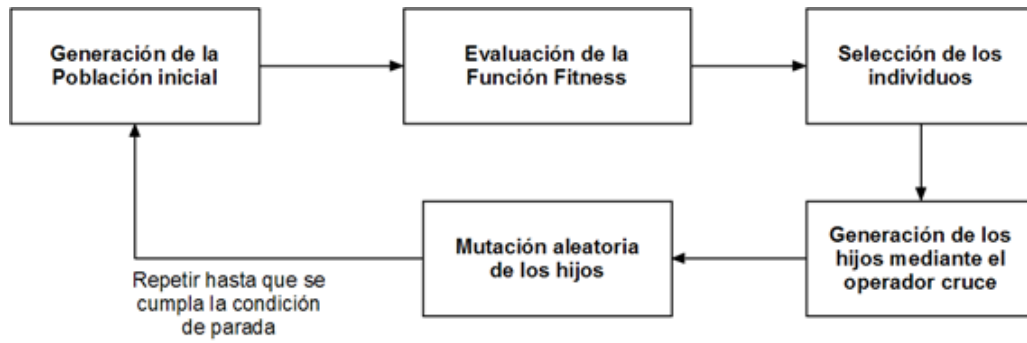 Generación de la
Población inicial
Evaluación de la
Función Fitness
Selección de los
individuos
Generación de los
hijos mediante el
operador cruce
Mutación aleatoria
de los hijos
Repetir hasta que se
cumpla la condición
de parada